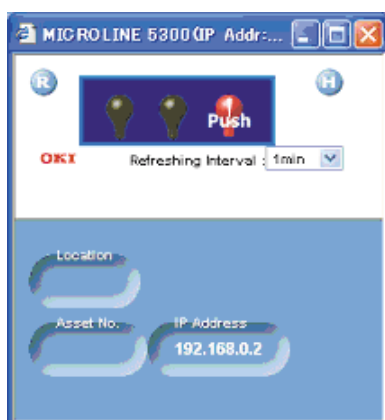 MICROLINE 5300 (IP Addr:...
R
H
Push
OKI
Refreshing Interval : 1min
Location
Asset No.
IP Address
192.168.0.2